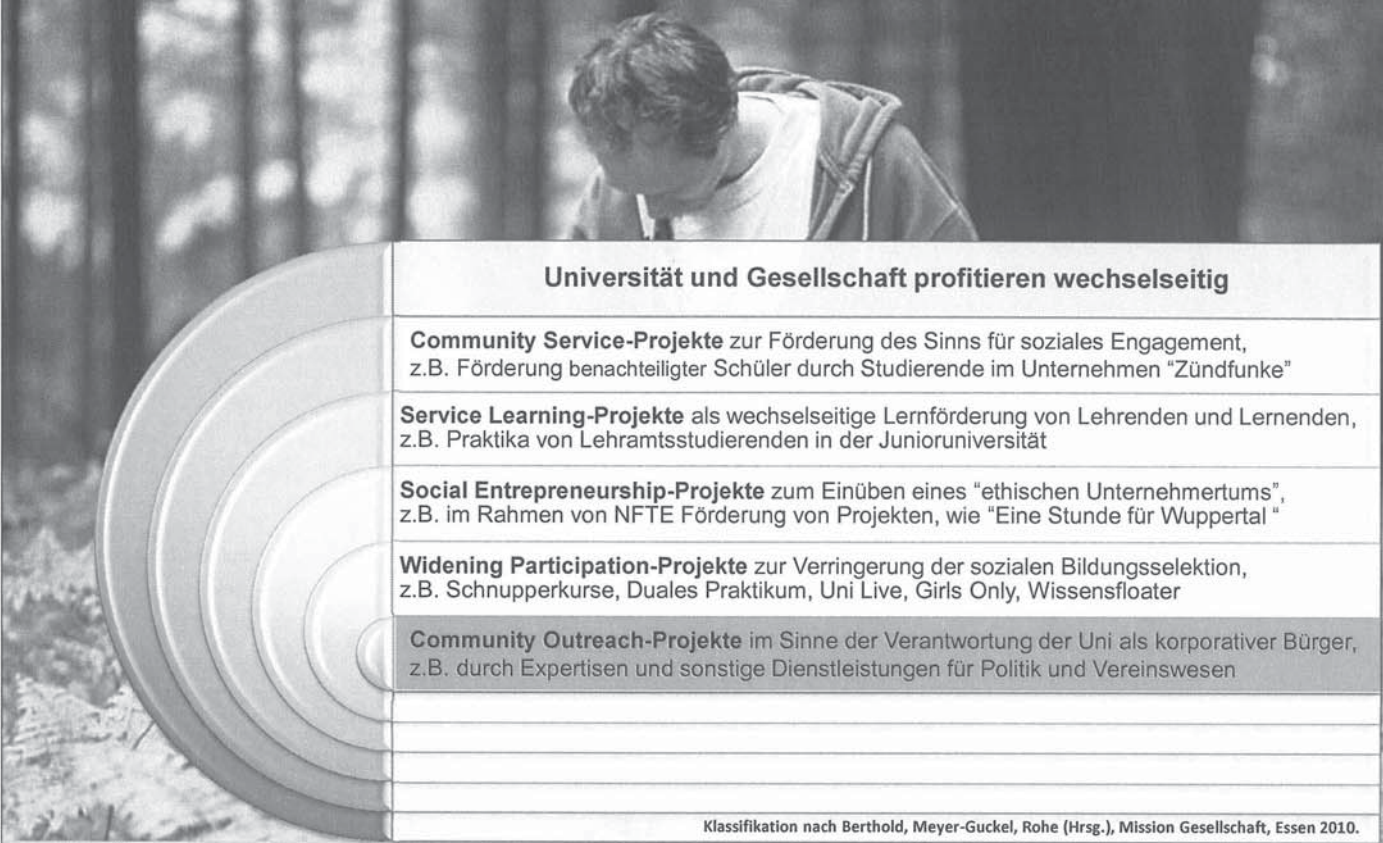 Universität und Gesellschaft profitieren wechselseitig
Community Service-Projekte zur Förderung des Sinns für soziales Engagement,
z.B. Förderung benachteiligter Schüler durch Studierende im Unternehmen “Zündfunke”
Service Learning-Projekte als wechselseitige Lernförderung von Lehrenden und Lernenden,
z.B. Praktika von Lehramtsstudierenden in der Junioruniversität
Social Entrepreneurship-Projekte zum Einüben eines “ethischen Unternehmertums”,
z.B. im Rahmen von NFTE Förderung von Projekten, wie “Eine Stunde für Wuppertal “
Widening Participation-Projekte zur Verringerung der sozialen Bildungsselektion,
z.B. Schnupperkurse, Duales Praktikum, Uni Live, Girls Only, Wissensfloater
Community Outreach-Projekte im Sinne der Verantwortung der Uni als korporativer Bürger,
z.B. durch Expertisen und sonstige Dienstleistungen für Politik und Vereinswesen
Klassifikation nach Berthold, Meyer-Guckel, Rohe (Hrsg.), Mission Gesellschaft, Essen 2010.